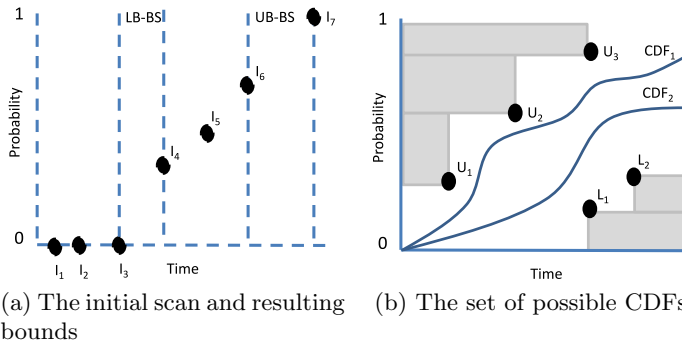 1
LB-BS
UB-BS
I7
I6
I5
I4
Probability
0
I1
I2
I3
Time
(a) The initial scan and resulting
bounds
1
U3
CDF1
CDF2
U2
U1
L2
L1
Probability
0
Time
(b) The set of possible CDFs